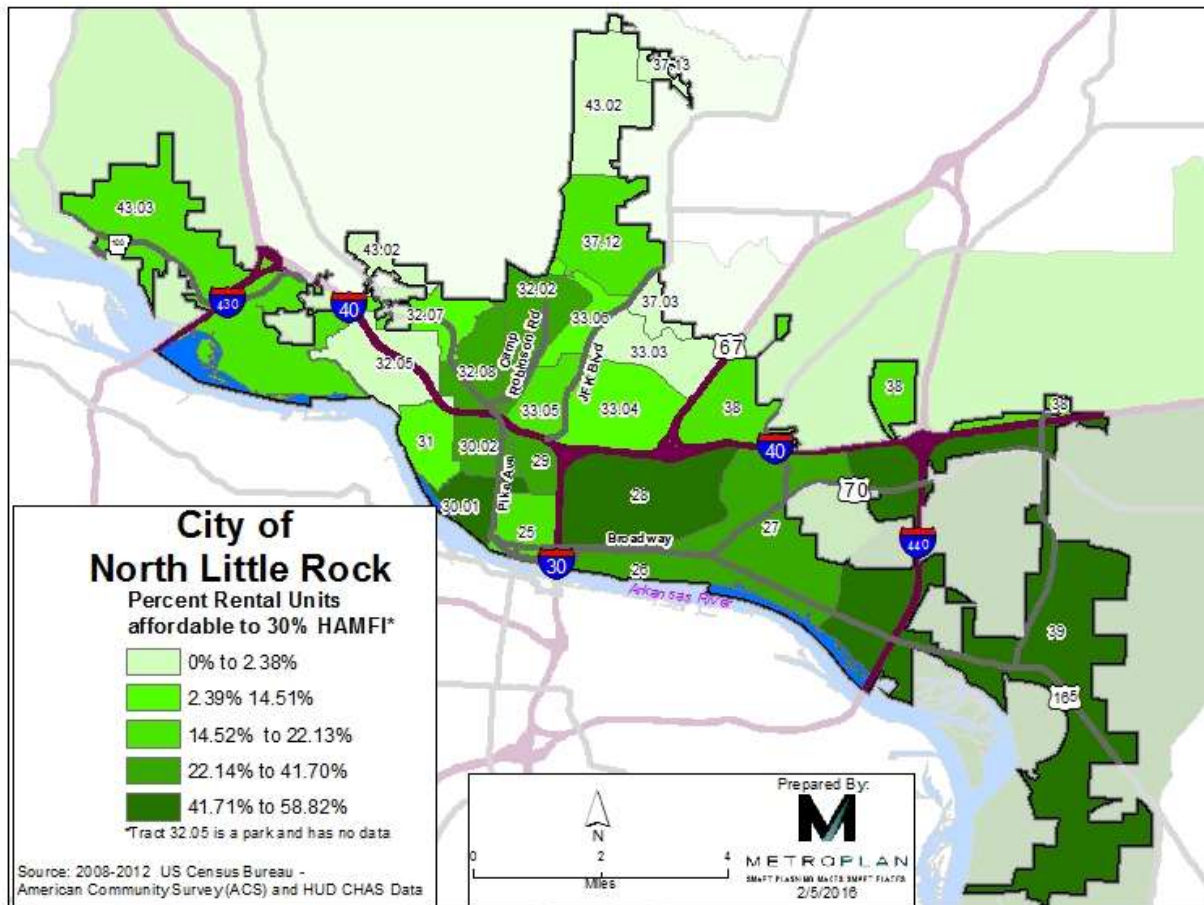 37.13
43.02
43.03
100
43.02
37.12
430
40
32.07
32.02
Camp
Robinson Rd
33.06
37.03
JFK Blvd
33.03
67
32.05
32.08
33.05
33.04
38
38
38
31
30.02
29
40
Pike Ave
28
70
30.01
25
27
Broadway
30
26
440
Arkansas River
39
165
City of
North Little Rock
Percent Rental Units
affordable to 30% HAMFI*
0% to 2.38%
2.39% 14.51%
14.52% to 22.13%
22.14% to 41.70%
41.71% to 58.82%
*Tract 32.05 is a park and has no data
Source: 2008-2012 US Census Bureau -
American Community Survey (ACS) and HUD CHAS Data
N
0 2 4
Miles
Prepared By:
M
METROPLAN
SMART PLANNING MAKES SMART PLACES
2/5/2016